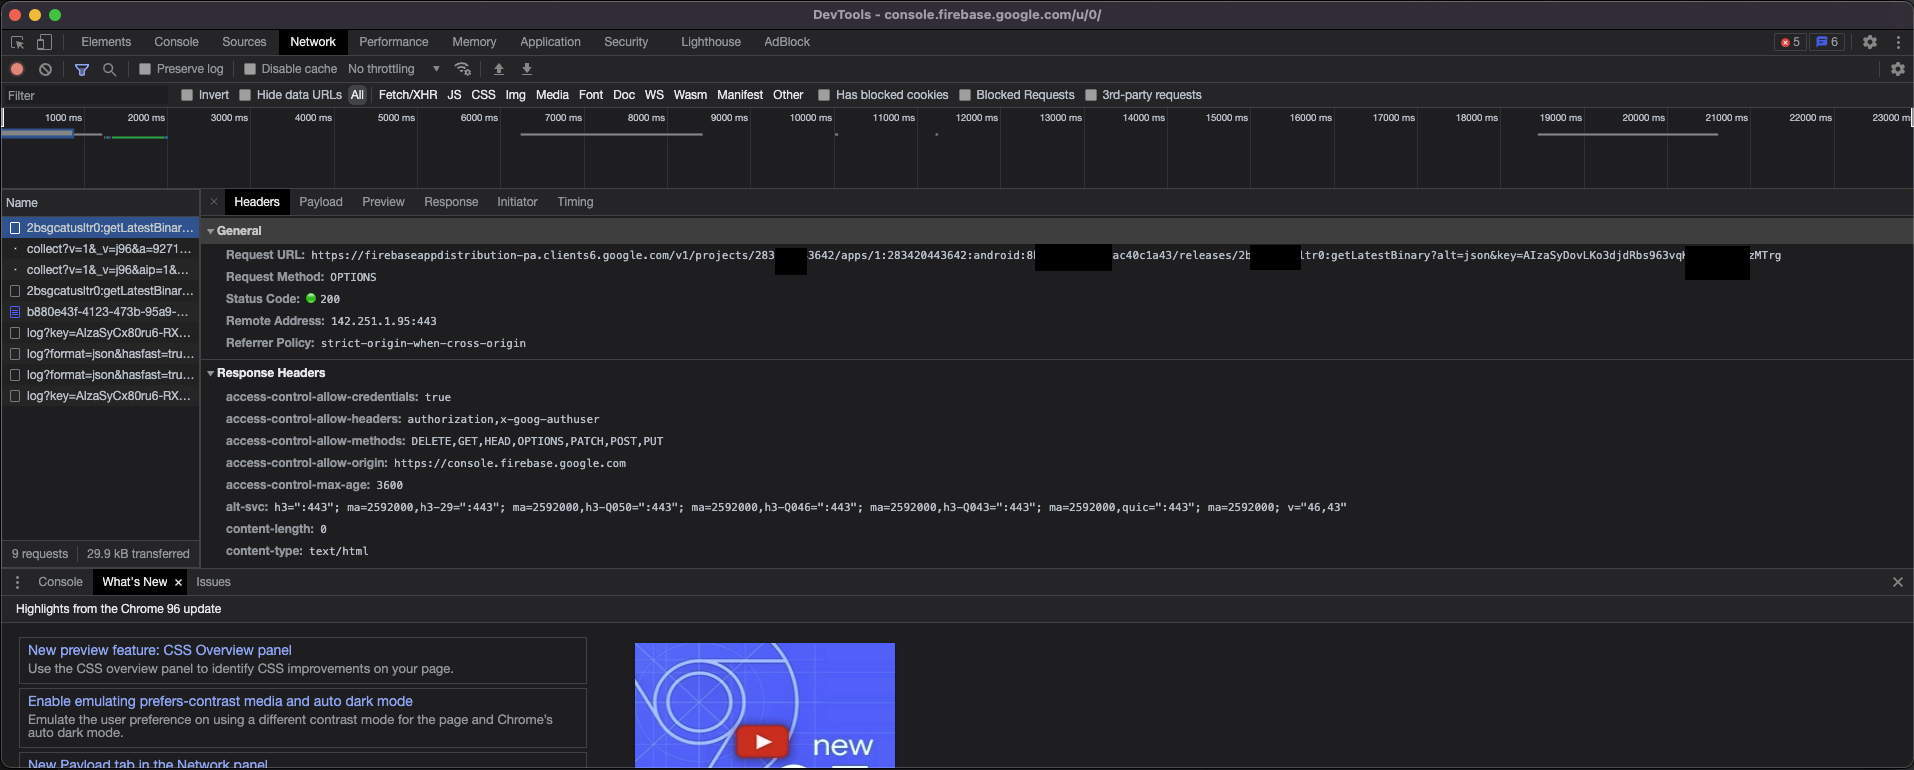 DevTools - console.firebase.google.com/u/0/
Elements Console Sources Network Performance Memory Application Security Lighthouse AdBlock 5 6
Preserve log Disable cache No throttling
Filter Invert Hide data URLs All Fetch/XHR JS CSS Img Media Font Doc WS Wasm Manifest Other Has blocked cookies Blocked Requests 3rd-party requests
1000 ms 2000 ms 3000 ms 4000 ms 5000 ms 6000 ms 7000 ms 8000 ms 9000 ms 10000 ms 11000 ms 12000 ms 13000 ms 14000 ms 15000 ms 16000 ms 17000 ms 18000 ms 19000 ms 20000 ms 21000 ms 22000 ms 23000 m
Name
2bsgcatusltr0:getLatestBinar...
collect?v=1&_v=j96&a=9271...
collect?v=1&_v=j96&aip=1&...
2bsgcatusltr0:getLatestBinar...
b880e43f-4123-473b-95a9-...
log?key=AIzaSyCx80ru6-RX...
log?format=json&hasfast=tru...
log?format=json&hasfast=tru...
log?key=AIzaSyCx80ru6-RX...
9 requests 29.9 kB transferred
× Headers Payload Preview Response Initiator Timing
General
Request URL: https://firebaseappdistribution-pa.clients6.google.com/v1/projects/283 3642/apps/1:283420443642:android:8 ac40c1a43/releases/2b ltr0:getLatestBinary?alt=json&key=AIzaSyDovLKo3djdRbs963vq zMTrg
Request Method: OPTIONS
Status Code: 200
Remote Address: 142.251.1.95:443
Referrer Policy: strict-origin-when-cross-origin
Response Headers
access-control-allow-credentials: true
access-control-allow-headers: authorization,x-goog-authuser
access-control-allow-methods: DELETE,GET,HEAD,OPTIONS,PATCH,POST,PUT
access-control-allow-origin: https://console.firebase.google.com
access-control-max-age: 3600
alt-svc: h3=":443"; ma=2592000,h3-29=":443"; ma=2592000,h3-Q050=":443"; ma=2592000,h3-Q046=":443"; ma=2592000,h3-Q043=":443"; ma=2592000,quic=":443"; ma=2592000; v="46,43"
content-length: 0
content-type: text/html
Console What's New × Issues
Highlights from the Chrome 96 update
New preview feature: CSS Overview panel
Use the CSS overview panel to identify CSS improvements on your page.
Enable emulating prefers-contrast media and auto dark mode
Emulate the user preference on using a different contrast mode for the page and Chrome's
auto dark mode.
New Payload tab in the Network panel
new